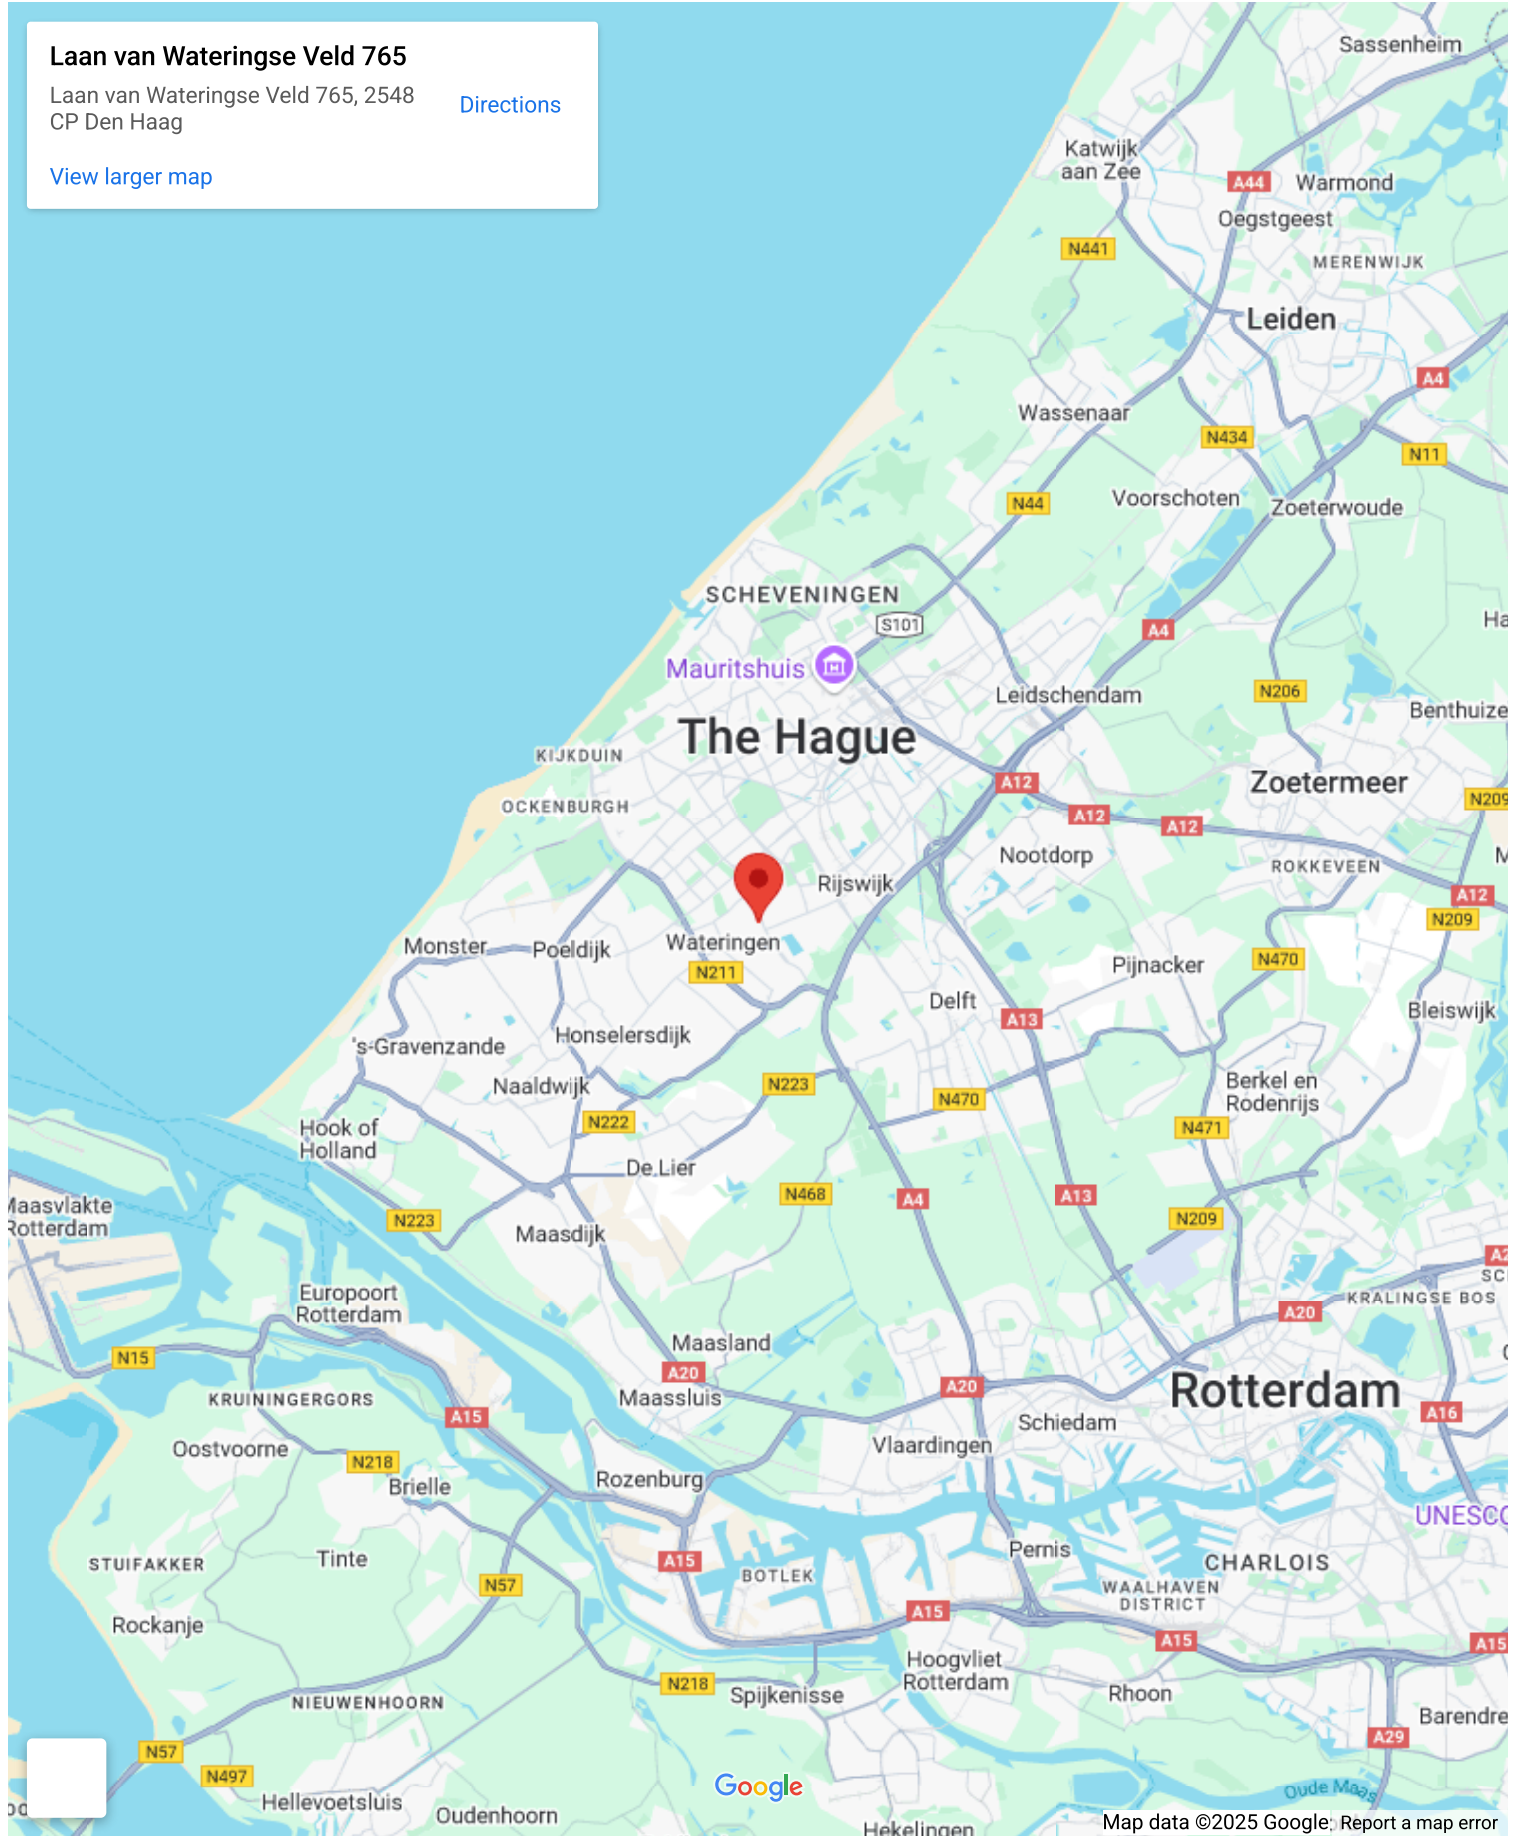 Laan van Wateringse Veld 765
Laan van Wateringse Veld 765, 2548
CP Den Haag
Directions
View larger map
Sassenheim
Katwijk
aan Zee
A44
Warmond
Oegstgeest
N441
MERENWIJK
Leiden
A4
Wassenaar
N434
N11
N44
Voorschoten
Zoeterwoude
SCHEVENINGEN
S101
A4
Ha
Mauritshuis
Leidschendam
N206
Benthuize
The Hague
KIJKDUIN
A12
Zoetermeer
OCKENBURGH
N209
A12
A12
Nootdorp
M
ROKKEVEEN
Rijswijk
A12
N209
Monster
Poeldijk
Wateringen
N211
Pijnacker
N470
Delft
Bleiswijk
A13
Honselersdijk
's-Gravenzande
Naaldwijk
N223
N470
Berkel en
Rodenrijs
N222
N471
Hook of
Holland
De Lier
N468
A4
A13
Maasvlakte
Rotterdam
N223
N209
Maasdijk
A2
SC
Europoort
Rotterdam
KRALINGSE BOS
A20
Maasland
N15
A20
A20
Rotterdam
KRUININGERGORS
Maassluis
A15
A16
Schiedam
Oostvoorne
Vlaardingen
N218
Brielle
Rozenburg
UNESCO
Pernis
STUIFAKKER
Tinte
A15
CHARLOIS
BOTLEK
N57
WAALHAVEN
DISTRICT
A15
Rockanje
A15
A15
Hoogvliet
Rotterdam
N218
Spijkenisse
Rhoon
NIEUWENHOORN
Barendre
A29
N57
N497
Google
Oude Maas
Hellevoetsluis
Oudenhoorn
Hekelingen
Map data ©2025 Google
Report a map error